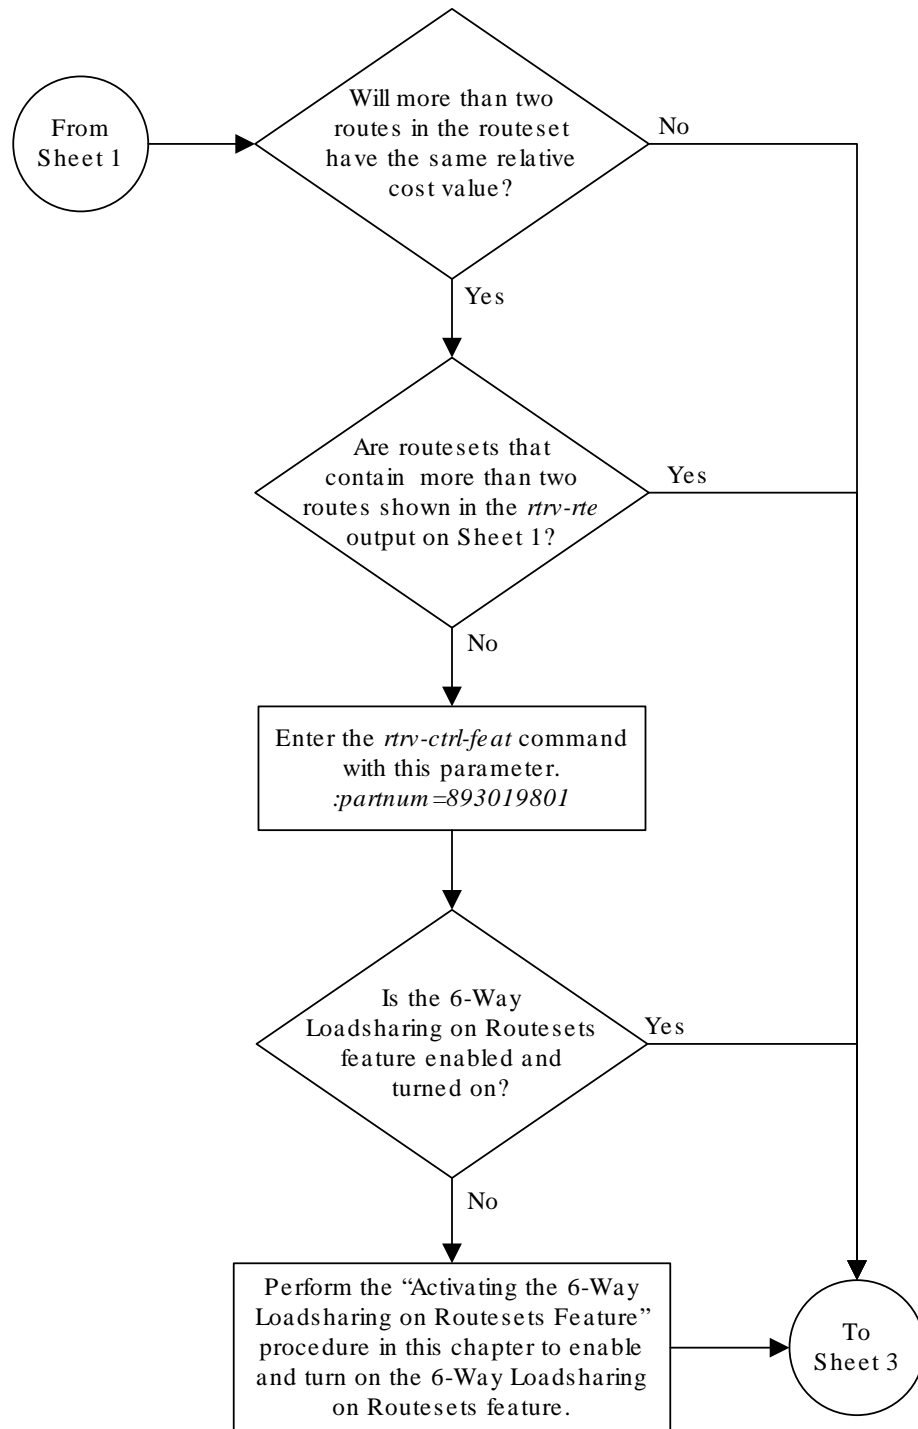 From
Sheet 1
Will more than two
routes in the routeset
have the same relative
cost value?
No
Yes
Are routesets that
contain more than two
routes shown in the rtrv-rte
output on Sheet 1?
Yes
No
Enter the rtrv-ctrl-feat command
with this parameter.
:partnum=893019801
Is the 6-Way
Loadsharing on Routesets
feature enabled and
turned on?
Yes
No
Perform the “Activating the 6-Way
Loadsharing on Routesets Feature”
procedure in this chapter to enable
and turn on the 6-Way Loadsharing
on Routesets feature.
To
Sheet 3